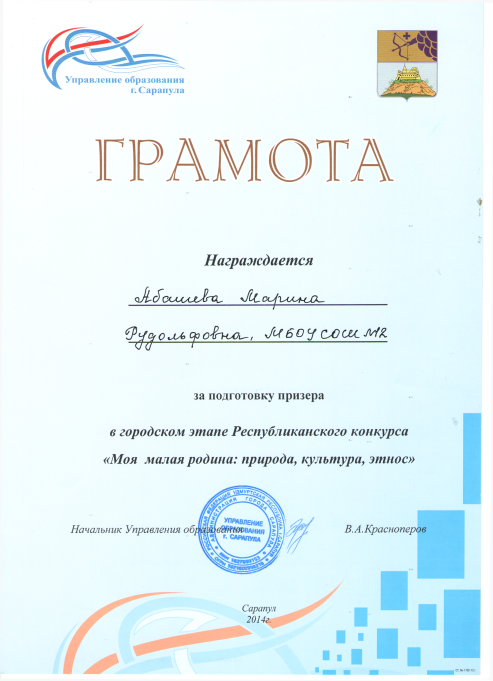 Управление образования
г. Сарапула
ГРАМОТА
Награждается
Абашева Марина
Рудольфовна, МБОУ СОШ №2
за подготовку призера
в городском этапе Республиканского конкурса
«Моя малая родина: природа, культура, этнос»
Начальник Управления образования
В.А.Красноперов
УПРАВЛЕНИЕ
ОБРАЗОВАНИЯ
г. САРАПУЛА
Сарапул
2014г.